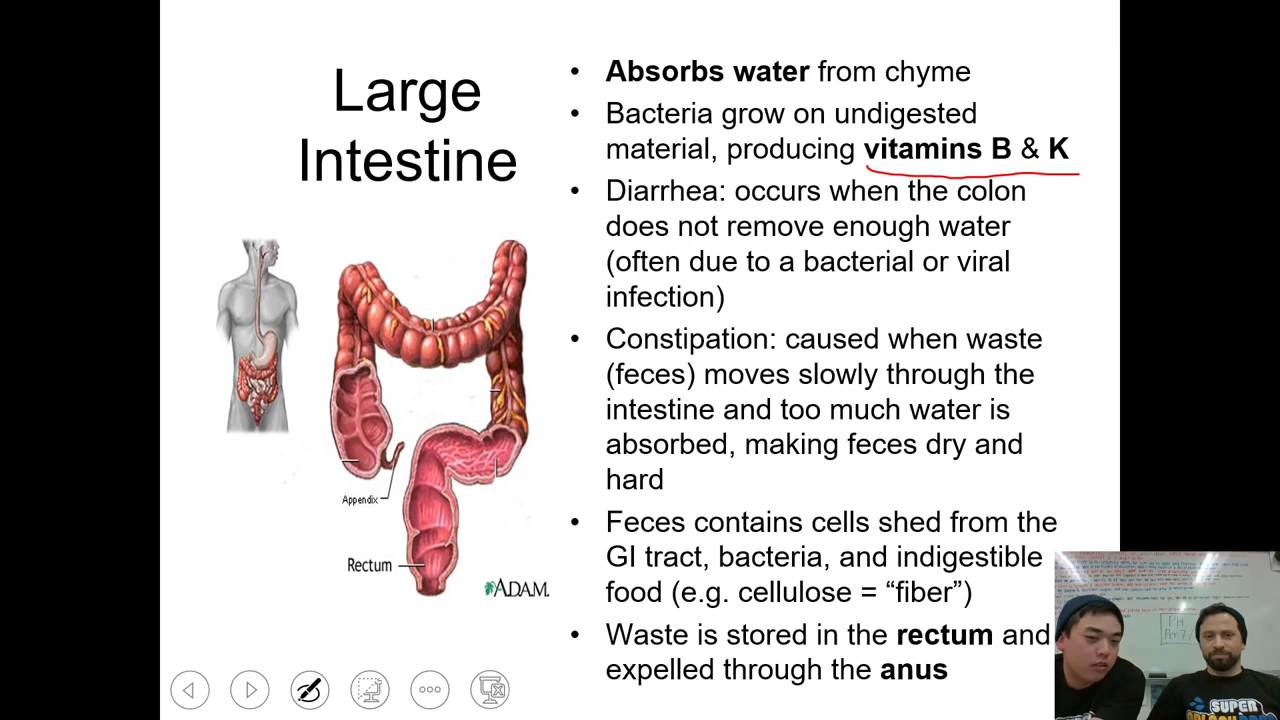 Large
Intestine
• Absorbs water from chyme
• Bacteria grow on undigested
material, producing vitamins B & K
• Diarrhea: occurs when the colon
does not remove enough water
(often due to a bacterial or viral
infection)
• Constipation: caused when waste
(feces) moves slowly through the
intestine and too much water is
absorbed, making feces dry and
hard
• Feces contains cells shed from the
GI tract, bacteria, and indigestible
food (e.g. cellulose = “fiber”)
• Waste is stored in the rectum and
expelled through the anus
Appendix
Rectum
ADAM.
SUPER